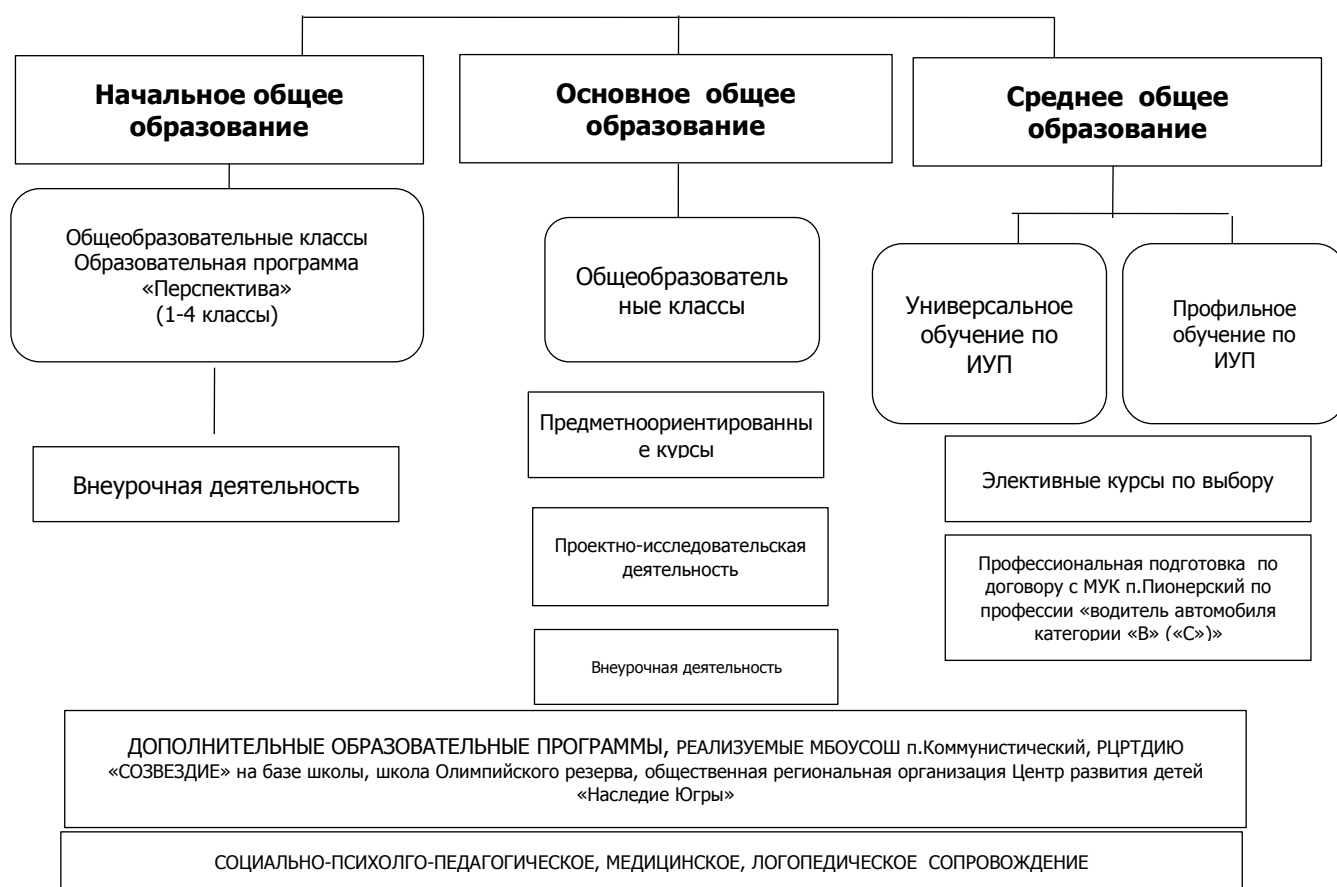 Начальное общее
образование
Основное общее
образование
Среднее общее
образование
Общеобразовательные классы
Образовательная программа
«Перспектива»
(1-4 классы)
Общеобразователь
ные классы
Универсальное
обучение по
ИУП
Профильное
обучение по
ИУП
Внеурочная деятельность
Предметноориентированны
е курсы
Проектно-исследовательская
деятельность
Внеурочная деятельность
Элективные курсы по выбору
Профессиональная подготовка по
договору с МУК п.Пионерский по
профессии «водитель автомобиля
категории «В» («С»)»
ДОПОЛНИТЕЛЬНЫЕ ОБРАЗОВАТЕЛЬНЫЕ ПРОГРАММЫ, РЕАЛИЗУЕМЫЕ МБОУСОШ п.Коммунистический, РЦРТДИЮ
«СОЗВЕЗДИЕ» на базе школы, школа Олимпийского резерва, общественная региональная организация Центр развития детей
«Наследие Югры»
СОЦИАЛЬНО-ПСИХОЛГО-ПЕДАГОГИЧЕСКОЕ, МЕДИЦИНСКОЕ, ЛОГОПЕДИЧЕСКОЕ СОПРОВОЖДЕНИЕ